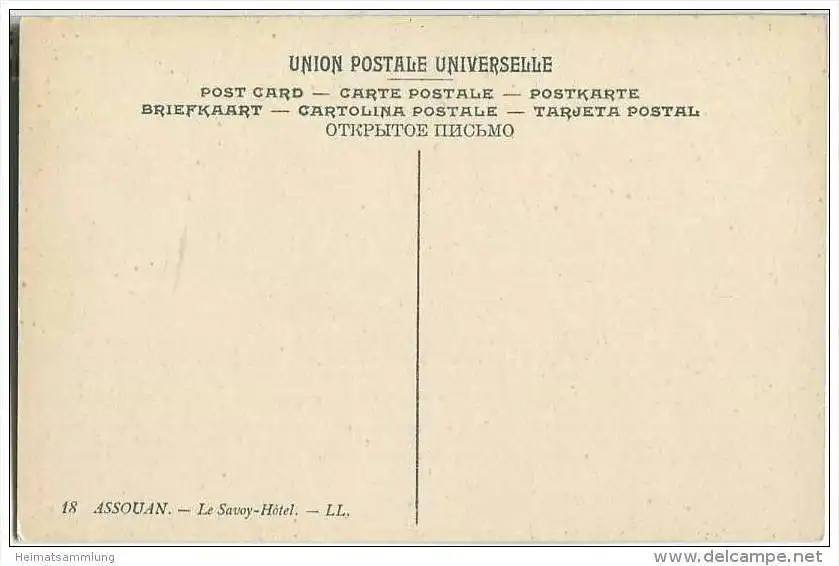 UNION POSTALE UNIVERSELLE
POST CARD — CARTE POSTALE — POSTKARTE
BRIEFKAART — CARTOLINA POSTALE — TARJETA POSTAL
ОТКРЫТОЕ ПИСЬМО
18 ASSOUAN. — Le Savoy-Hôtel. — LL.
Heimatsammlung
www.delcampe.net